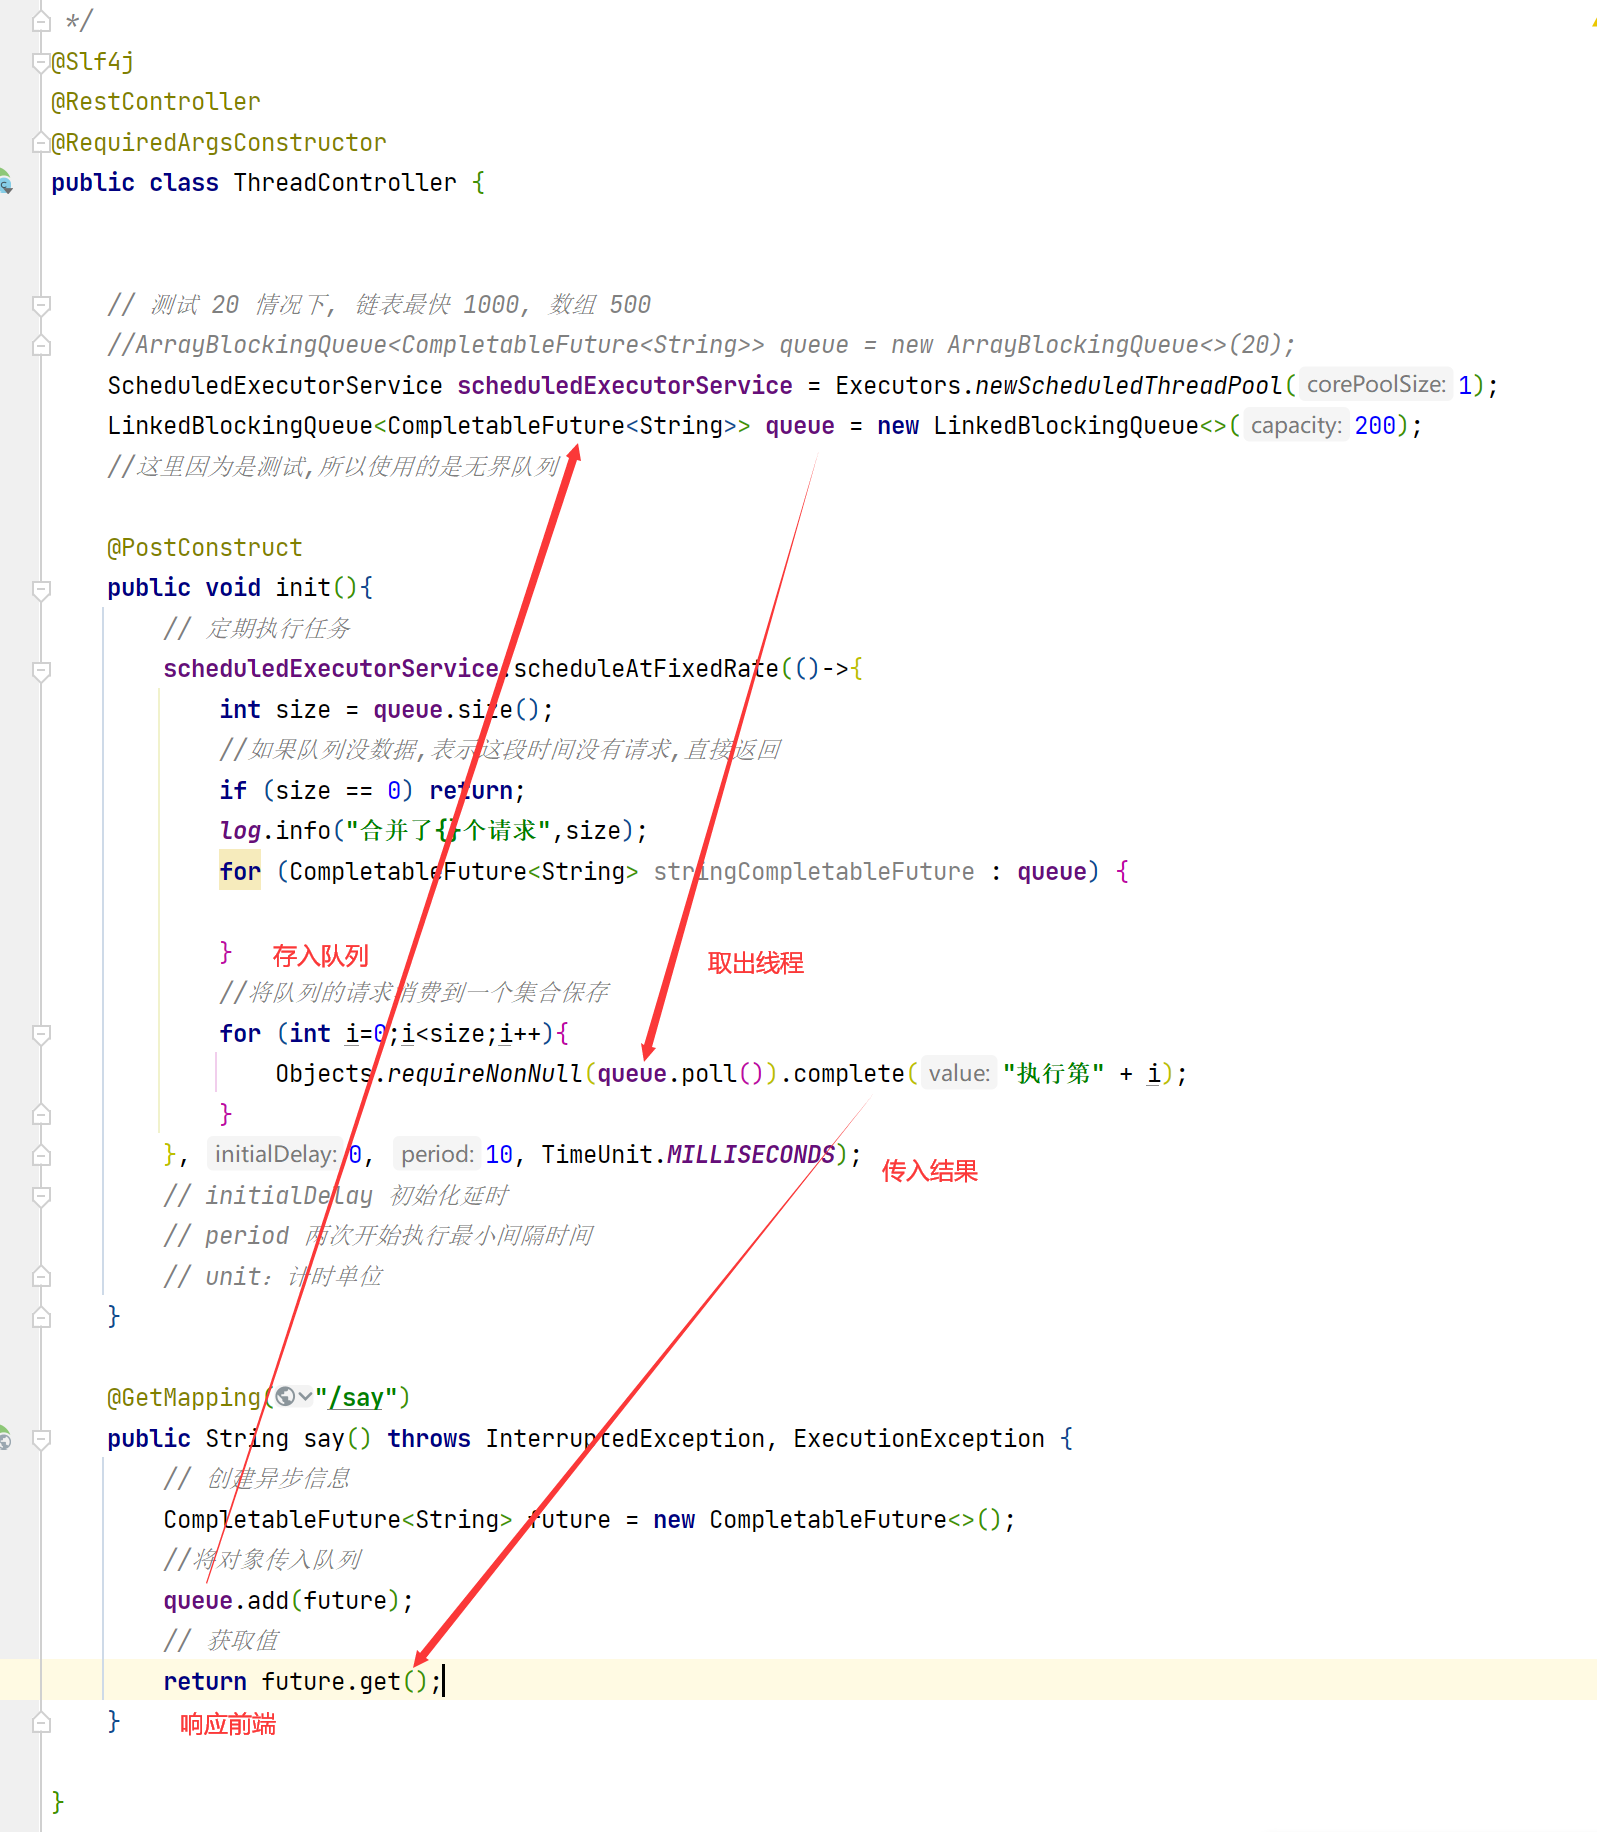 */
@Slf4j
@RestController
@RequiredArgsConstructor
public class ThreadController {
// 测试 20 情况下, 链表最快 1000, 数组 500
//ArrayBlockingQueue<CompletableFuture<String>> queue = new ArrayBlockingQueue<>(20);
ScheduledExecutorService scheduledExecutorService = Executors.newScheduledThreadPool( corePoolSize: 1);
LinkedBlockingQueue<CompletableFuture<String>> queue = new LinkedBlockingQueue<>( capacity: 200);
//这里因为是测试,所以使用的是无界队列
@PostConstruct
public void init(){
// 定期执行任务
scheduledExecutorService.scheduleAtFixedRate(()->{
int size = queue.size();
//如果队列没数据,表示这段时间没有请求,直接返回
if (size == 0) return;
log.info("合并了{}个请求",size);
for (CompletableFuture<String> stringCompletableFuture : queue) {
} 存入队列 取出线程
//将队列的请求消费到一个集合保存
for (int i=0;i<size;i++){
Objects.requireNonNull(queue.poll()).complete( value: "执行第" + i);
}
}, initialDelay: 0, period: 10, TimeUnit.MILLISECONDS);
传入结果
// initialDelay 初始化延时
// period 两次开始执行最小间隔时间
// unit: 计时单位
}
@GetMapping("/say")
public String say() throws InterruptedException, ExecutionException {
// 创建异步信息
CompletableFuture<String> future = new CompletableFuture<>();
//将对象传入队列
queue.add(future);
// 获取值
return future.get();
} 响应前端
}